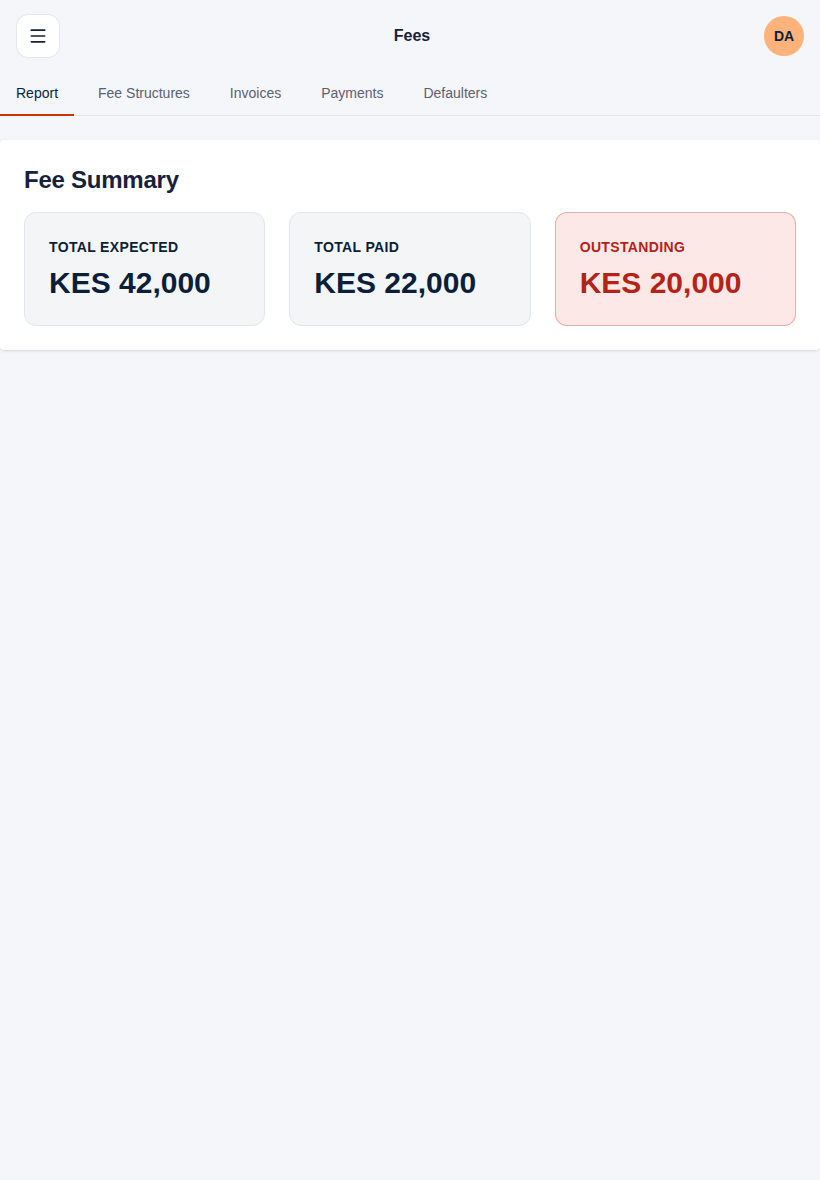 Fees
DA
Report Fee Structures Invoices Payments Defaulters
Fee Summary
TOTAL EXPECTED
KES 42,000
TOTAL PAID
KES 22,000
OUTSTANDING
KES 20,000